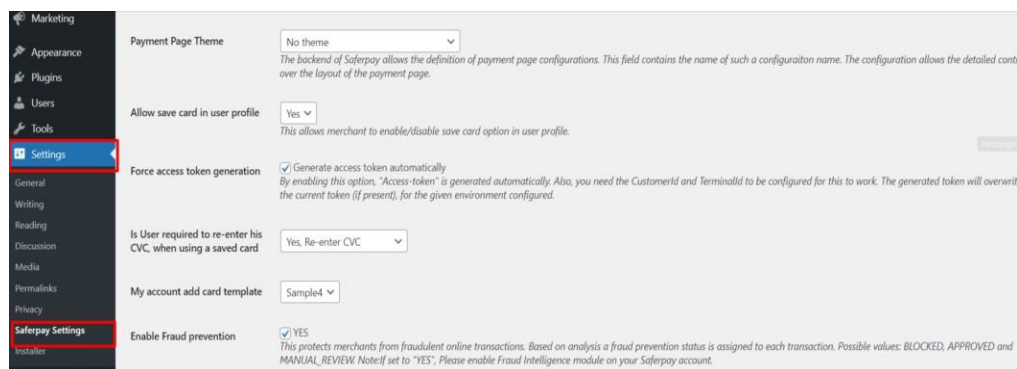 Marketing
Appearance
Plugins
Users
Tools
Settings
General
Writing
Reading
Discussion
Media
Permalinks
Privacy
Saferpay Settings
Installer
Payment Page Theme
No theme
The backend of Saferpay allows the definition of payment page configurations. This field contains the name of such a configuraiton name. The configuration allows the detailed
over the layout of the payment page.
Allow save card in user profile
Yes
This allows merchant to enable/disable save card option in user profile.
Force access token generation
Generate access token automatically
By enabling this option, "Access-token" is generated automatically. Also, you need the CustomerId and TerminalId to be configured for this to work. The generated token will
the current token (if present), for the given environment configured.
Is User required to re-enter his
CVC, when using a saved card
Yes, Re-enter CVC
My account add card template
Sample4
Enable Fraud prevention
YES
This protects merchants from fraudulent online transactions. Based on analysis a fraud prevention status is assigned to each transaction. Possible values: BLOCKED, APPROVED and
MANUAL_REVIEW. Note:If set to "YES", Please enable Fraud Intelligence module on your Saferpay account.